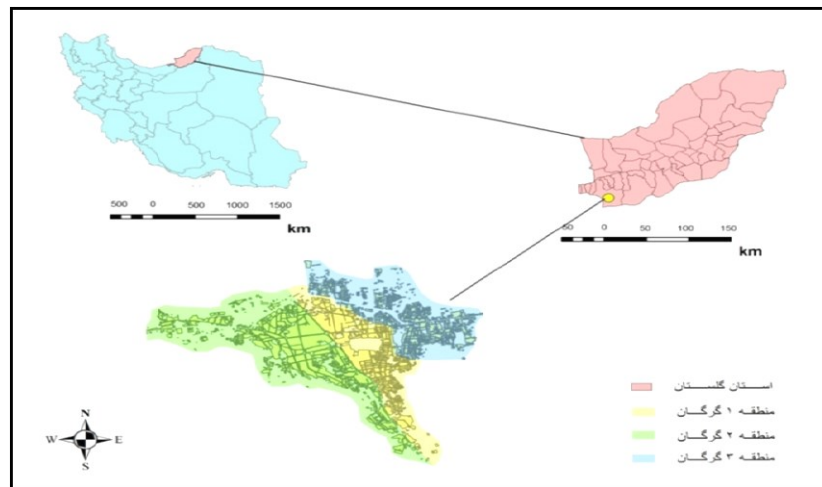 500 0 500 1000 1500
km
50 0 50 100 150
km
استان گلستان
منطقه ۱ گرگان
منطقه ۲ گرگان
منطقه ۳ گرگان
N
W E
S